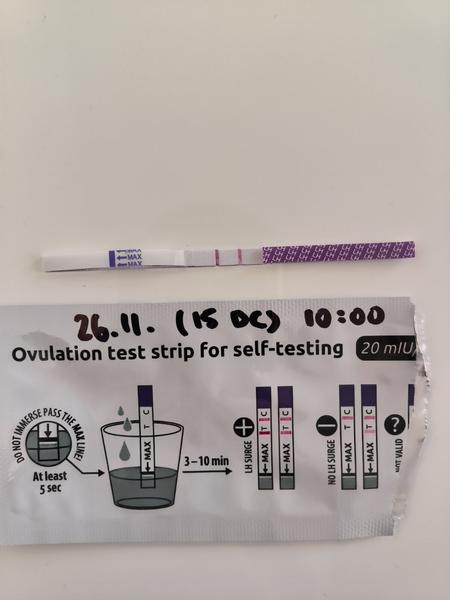 MAX
MAX
MAX
26.11. (15 DC) 10:00
Ovulation test strip for self-testing 20 mIU
DO NOT IMMERSE PASS THE MAX LINE!
At least
5 sec
MAX T C
3-10 min
+
LH SURGE
MAX T C
MAX T C
NO LH SURGE
MAX T C
MAX T C
?
NOT VALID